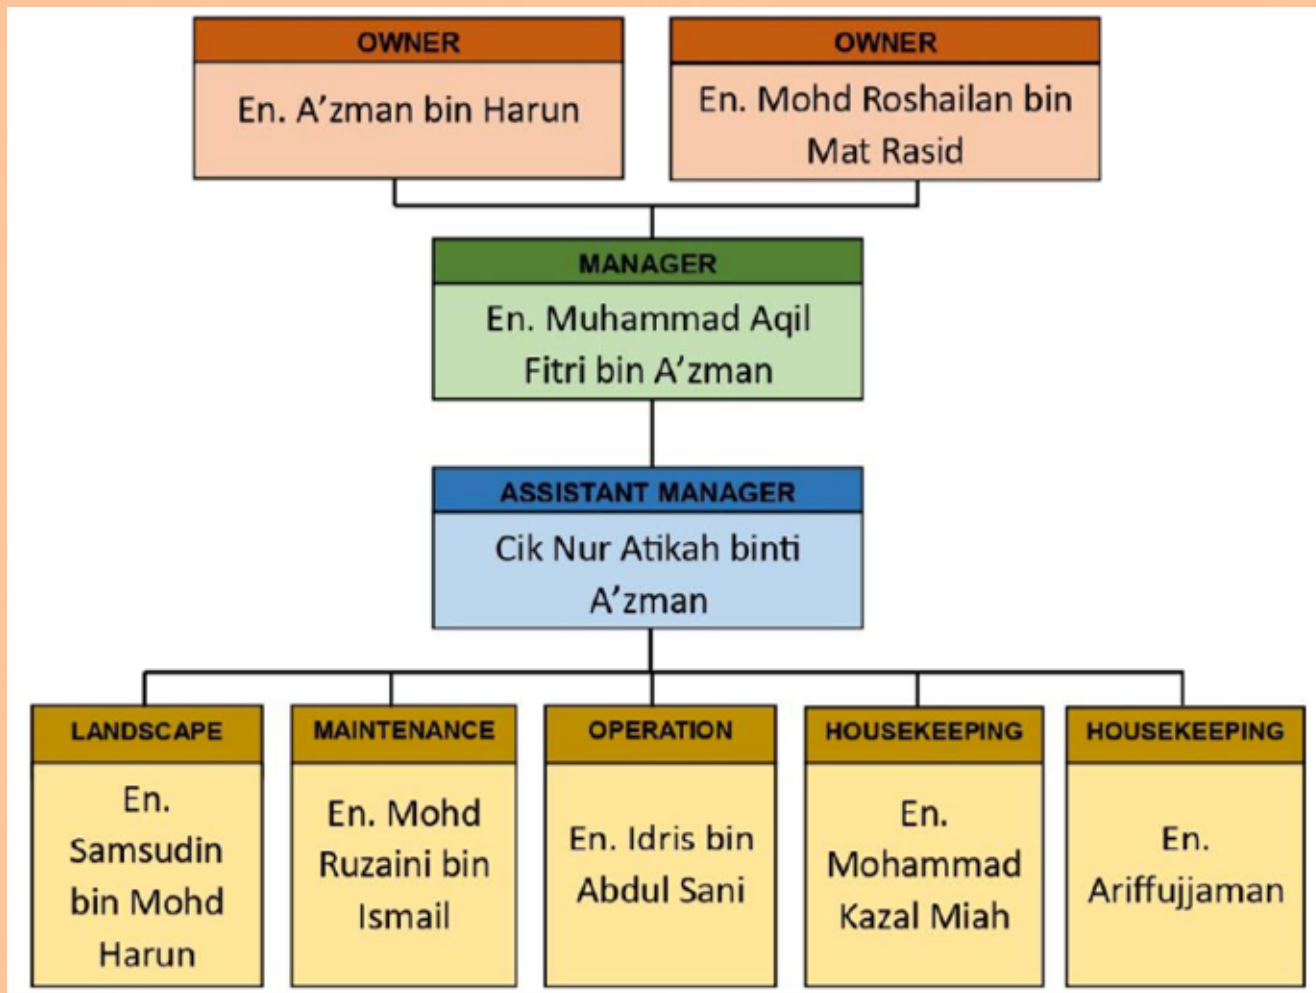 OWNER
En. A’zman bin Harun
OWNER
En. Mohd Roshailan bin
Mat Rasid
MANAGER
En. Muhammad Aqil
Fitri bin A’zman
ASSISTANT MANAGER
Cik Nur Atikah binti
A’zman
LANDSCAPE
En.
Samsudin
bin Mohd
Harun
MAINTENANCE
En. Mohd
Ruzaini bin
Ismail
OPERATION
En. Idris bin
Abdul Sani
HOUSEKEEPING
En.
Mohammad
Kazal Miah
HOUSEKEEPING
En.
Ariffujjaman